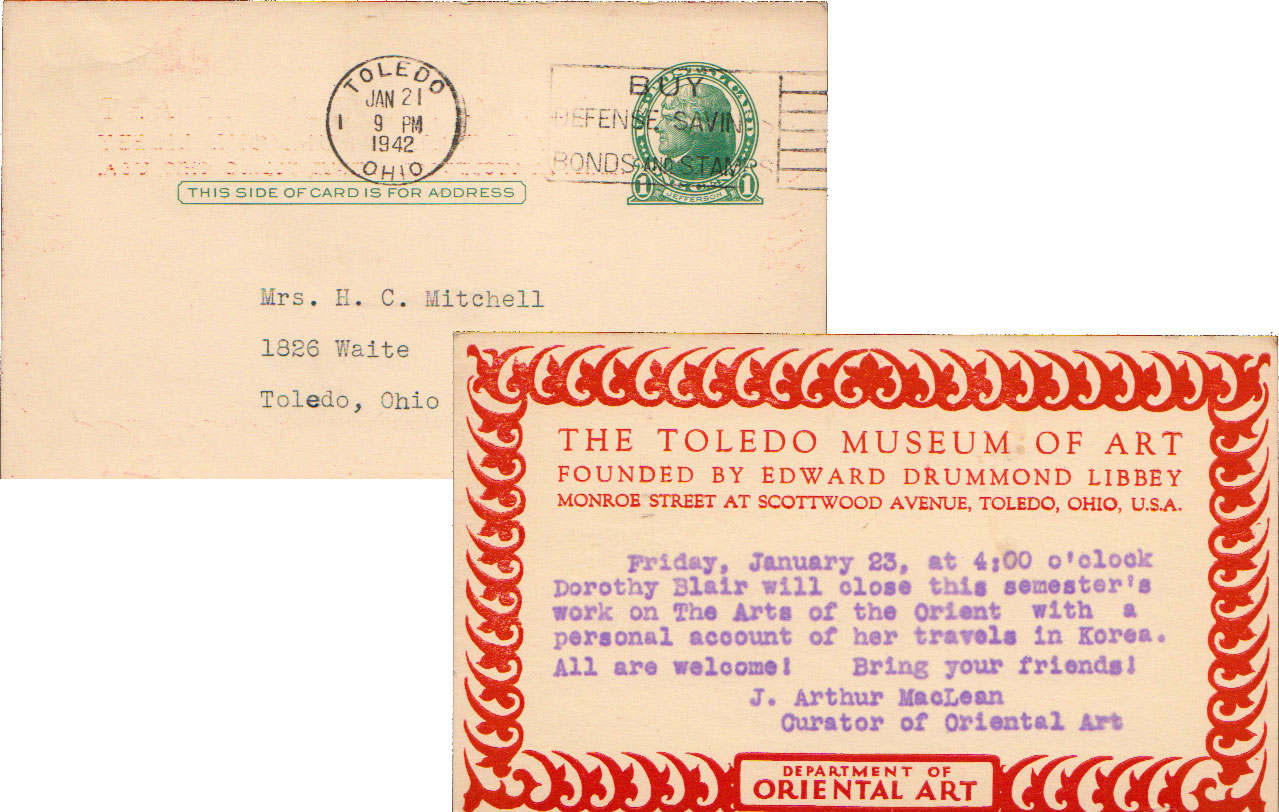 TOLEDO
JAN 21
1 9 PM
1942
OHIO
BUY
DEFENSE SAVINGS
BONDS AND STAMPS
THIS SIDE OF CARD IS FOR ADDRESS
1 JEFFERSON 1
Mrs. H. C. Mitchell
1826 Waite
Toledo, Ohio
THE TOLEDO MUSEUM OF ART
FOUNDED BY EDWARD DRUMMOND LIBBEY
MONROE STREET AT SCOTTWOOD AVENUE, TOLEDO, OHIO, U.S.A.
Friday, January 23, at 4:00 o'clock
Dorothy Blair will close this semester's
work on The Arts of the Orient with a
personal account of her travels in Korea.
All are welcome! Bring your friends!
J. Arthur MacLean
Curator of Oriental Art
DEPARTMENT OF
ORIENTAL ART